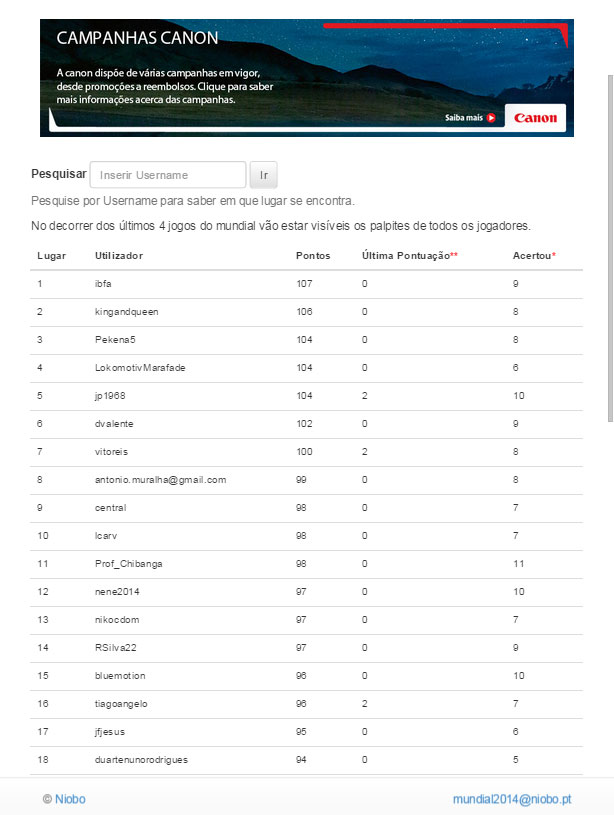 CAMPANHAS CANON
A canon dispõe de várias campanhas em vigor,
desde promoções a reembolsos. Clique para saber
mais informações acerca das campanhas.
Saiba mais
Canon
Pesquisar Inserir Username Ir
Pesquise por Username para saber em que lugar se encontra.
No decorrer dos últimos 4 jogos do mundial vão estar visíveis os palpites de todos os jogadores.
Lugar Utilizador Pontos Última Pontuação** Acertou*
1 ibfa 107 0 9
2 kingandqueen 106 0 8
3 Pekena5 104 0 8
4 LokomotivMarafade 104 0 6
5 jp1968 104 2 10
6 dvalente 102 0 9
7 vitoreis 100 2 8
8 antonio.muralha@gmail.com 99 0 8
9 central 98 0 7
10 lcarv 98 0 7
11 Prof_Chibanga 98 0 11
12 nene2014 97 0 10
13 nikocdom 97 0 7
14 RSilva22 97 0 9
15 bluemotion 96 0 10
16 tiagoangelo 96 2 7
17 jfjesus 95 0 6
18 duartenunorodrigues 94 0 5
© Niobo mundial2014@niobo.pt